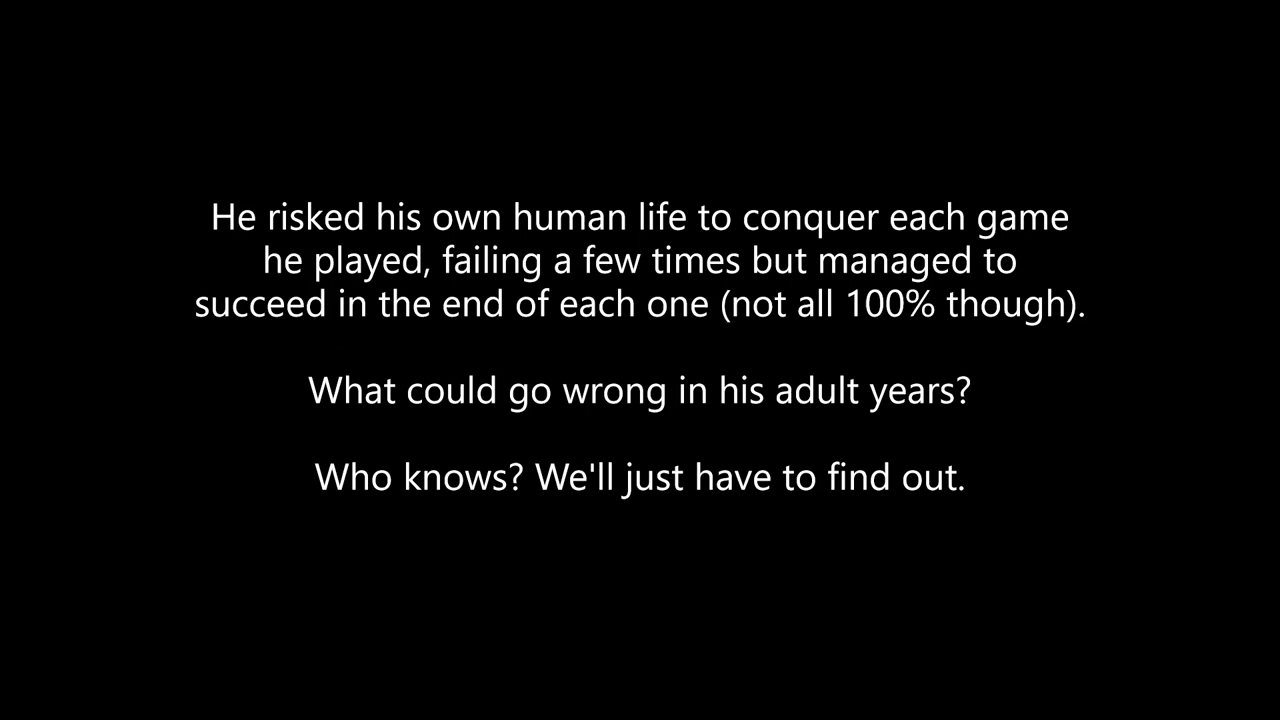 He risked his own human life to conquer each game
he played, failing a few times but managed to
succeed in the end of each one (not all 100% though).
What could go wrong in his adult years?
Who knows? We'll just have to find out.